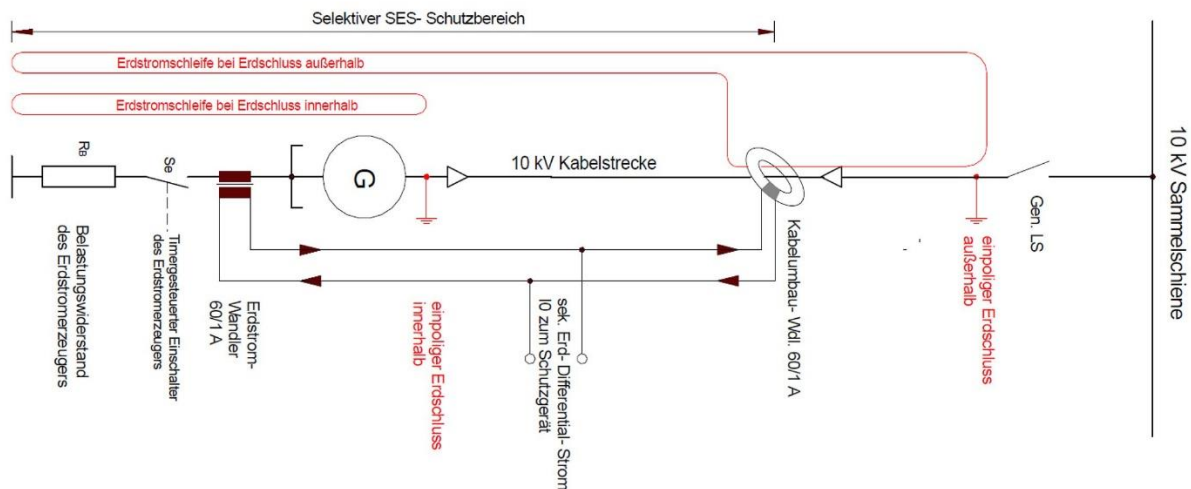 Selektiver SES- Schutzbereich
Erdstromschleife bei Erdschluss außerhalb
Erdstromschleife bei Erdschluss innerhalb
RB
Se
G
10 kV Kabelstrecke
Gen. LS
10 kV Sammelschiene
Belastungswiderstand
des Erdstromerzeugers
Timergesteuerter Einschalter
des Erdstromerzeugers
Erdstrom-
Wandler
60/1 A
einpoliger Erdschluss
innerhalb
sek. Erd- Differential- Strom
I0 zum Schutzgerät
Kabelumbau- Wdl. 60/1 A
einpoliger Erdschluss
außerhalb